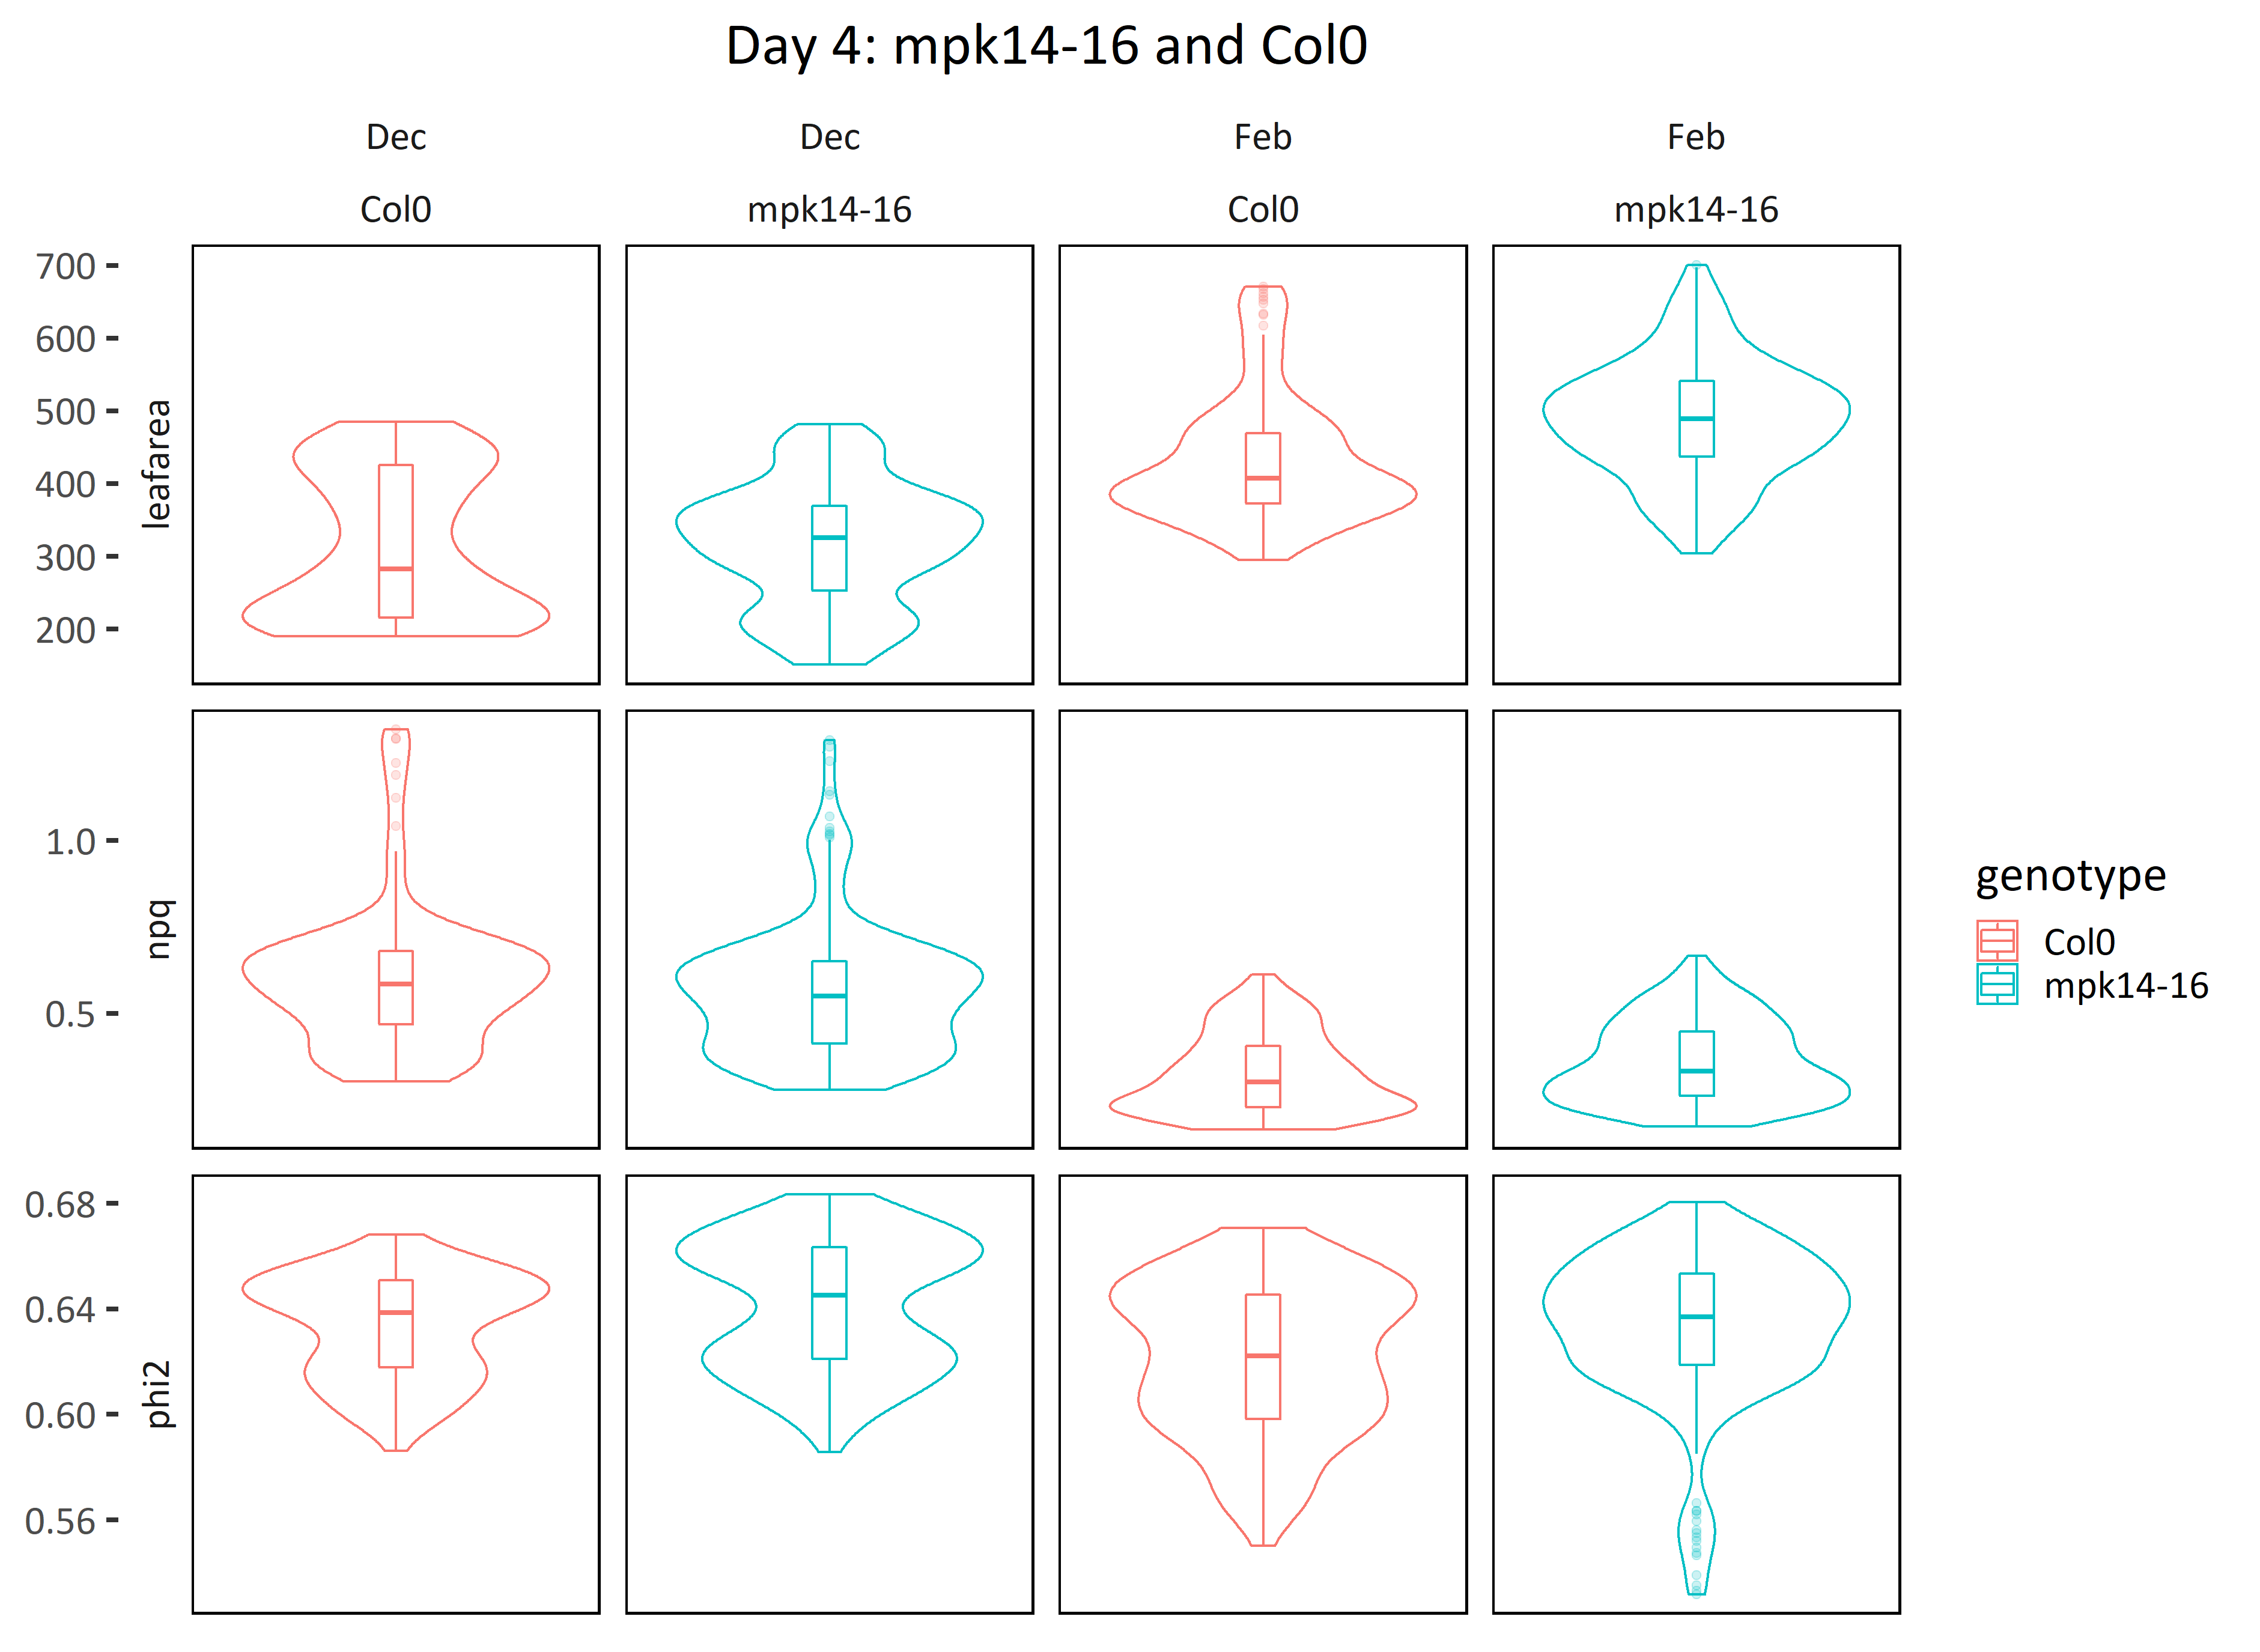 Day 4: mpk14-16 and Col0
Dec Dec Feb Feb
Col0 mpk14-16 Col0 mpk14-16
700
600
500
400
300
200
leafarea
1.0
0.5
npq
0.68
0.64
0.60
0.56
phi2
genotype
Col0
mpk14-16